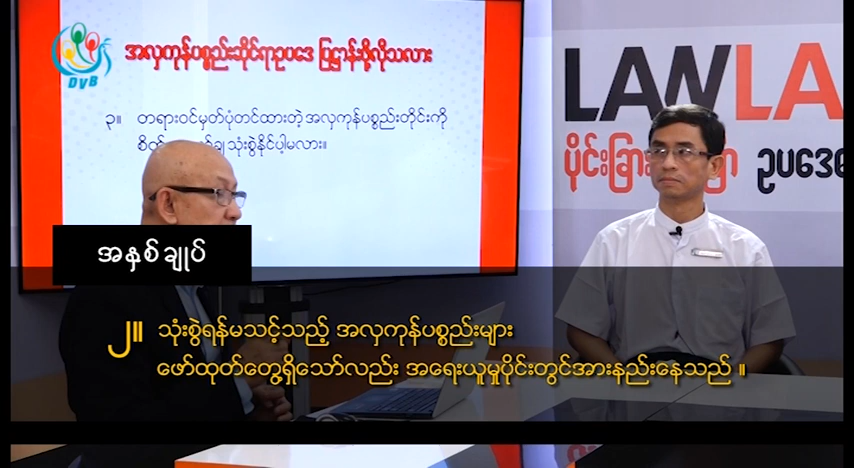 DVB
အလှကုန်ပစ္စည်းဆိုင်ရာဥပဒေ ပြဋ္ဌာန်းဖို့လိုသလား
၃။ တရားဝင်မှတ်ပုံတင်ထားတဲ့အလှကုန်ပစ္စည်းတိုင်းကို
သုံးစွဲနိုင်ပါ့မလား။
LAWLA
ပိုင်းခြား ဥပဒေ
အနှစ်ချုပ်
၂။ သုံးစွဲရန်မသင့်သည့် အလှကုန်ပစ္စည်းများ
ဖော်ထုတ်တွေ့ရှိသော်လည်း အရေးယူမှုပိုင်းတွင်အားနည်းနေသည် ။